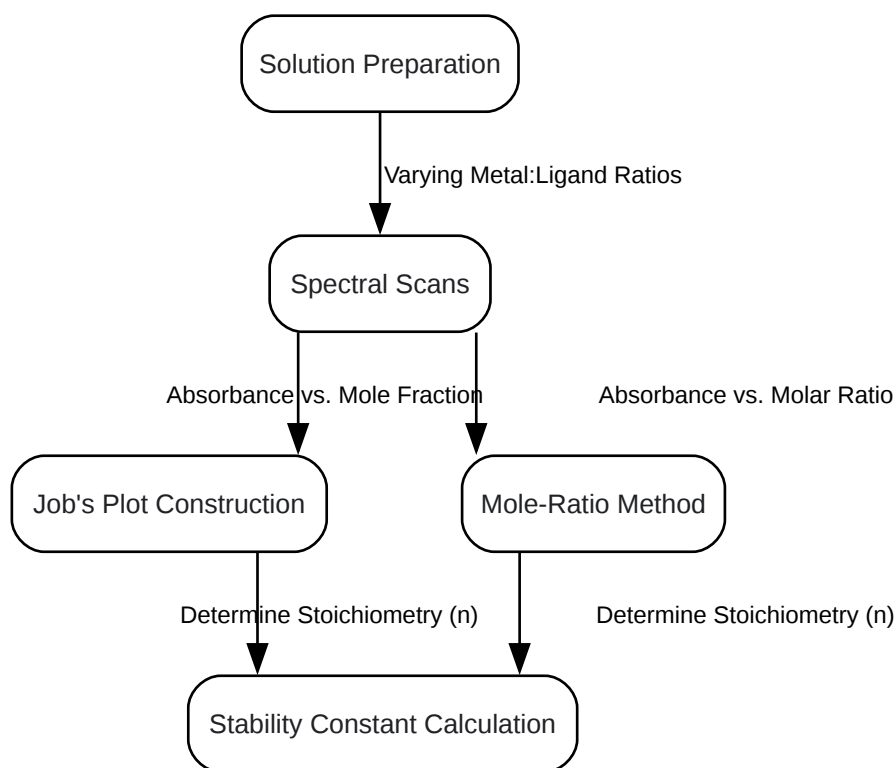 Solution Preparation
Varying Metal:Ligand Ratios
Spectral Scans
Absorbance vs. Mole Fraction
Absorbance vs. Molar Ratio
Job's Plot Construction
Mole-Ratio Method
Determine Stoichiometry (n)
Determine Stoichiometry (n)
Stability Constant Calculation